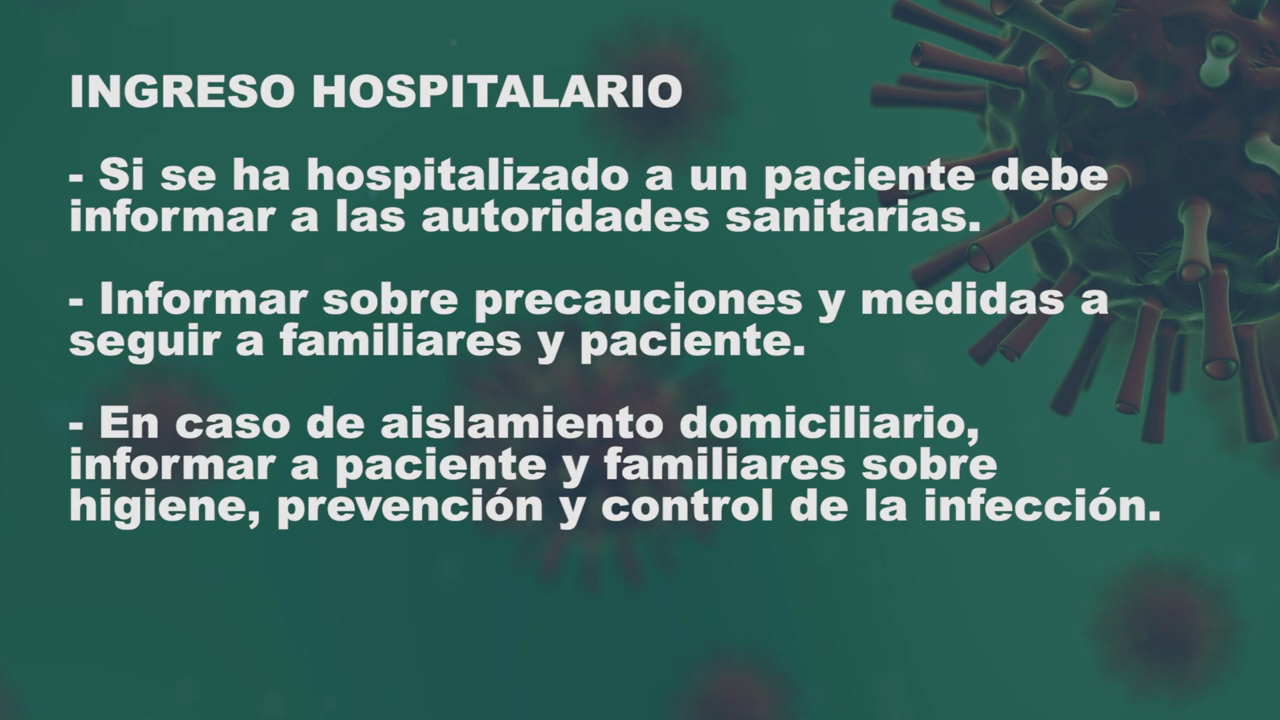 INGRESO HOSPITALARIO
- Si se ha hospitalizado a un paciente debe
informar a las autoridades sanitarias.
- Informar sobre precauciones y medidas a
seguir a familiares y paciente.
- En caso de aislamiento domiciliario,
informar a paciente y familiares sobre
higiene, prevención y control de la infección.